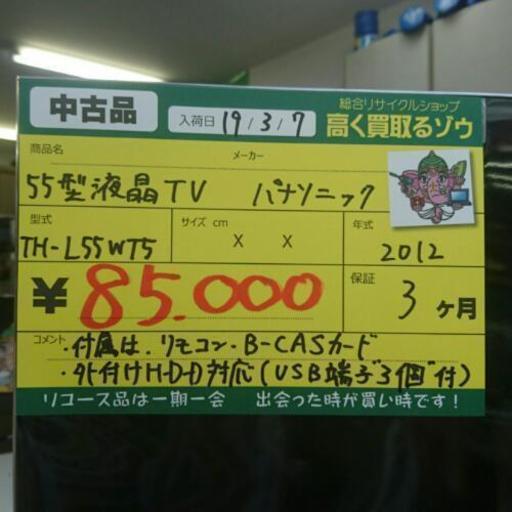 中古品
入荷日 19/3/7
総合リサイクルショップ
高く買取るゾウ
商品名 メーカー
55型液晶TV パナソニック
型式 サイズ cm 年式
TH-L55WT5 X X 2012
¥85.000 保証 3ヶ月
コメント ・付属は.リモコン・B-CASカード
・外付けH-D-D対応(USB端子3個付)
リユース品は一期一会 出会った時が買い時です!